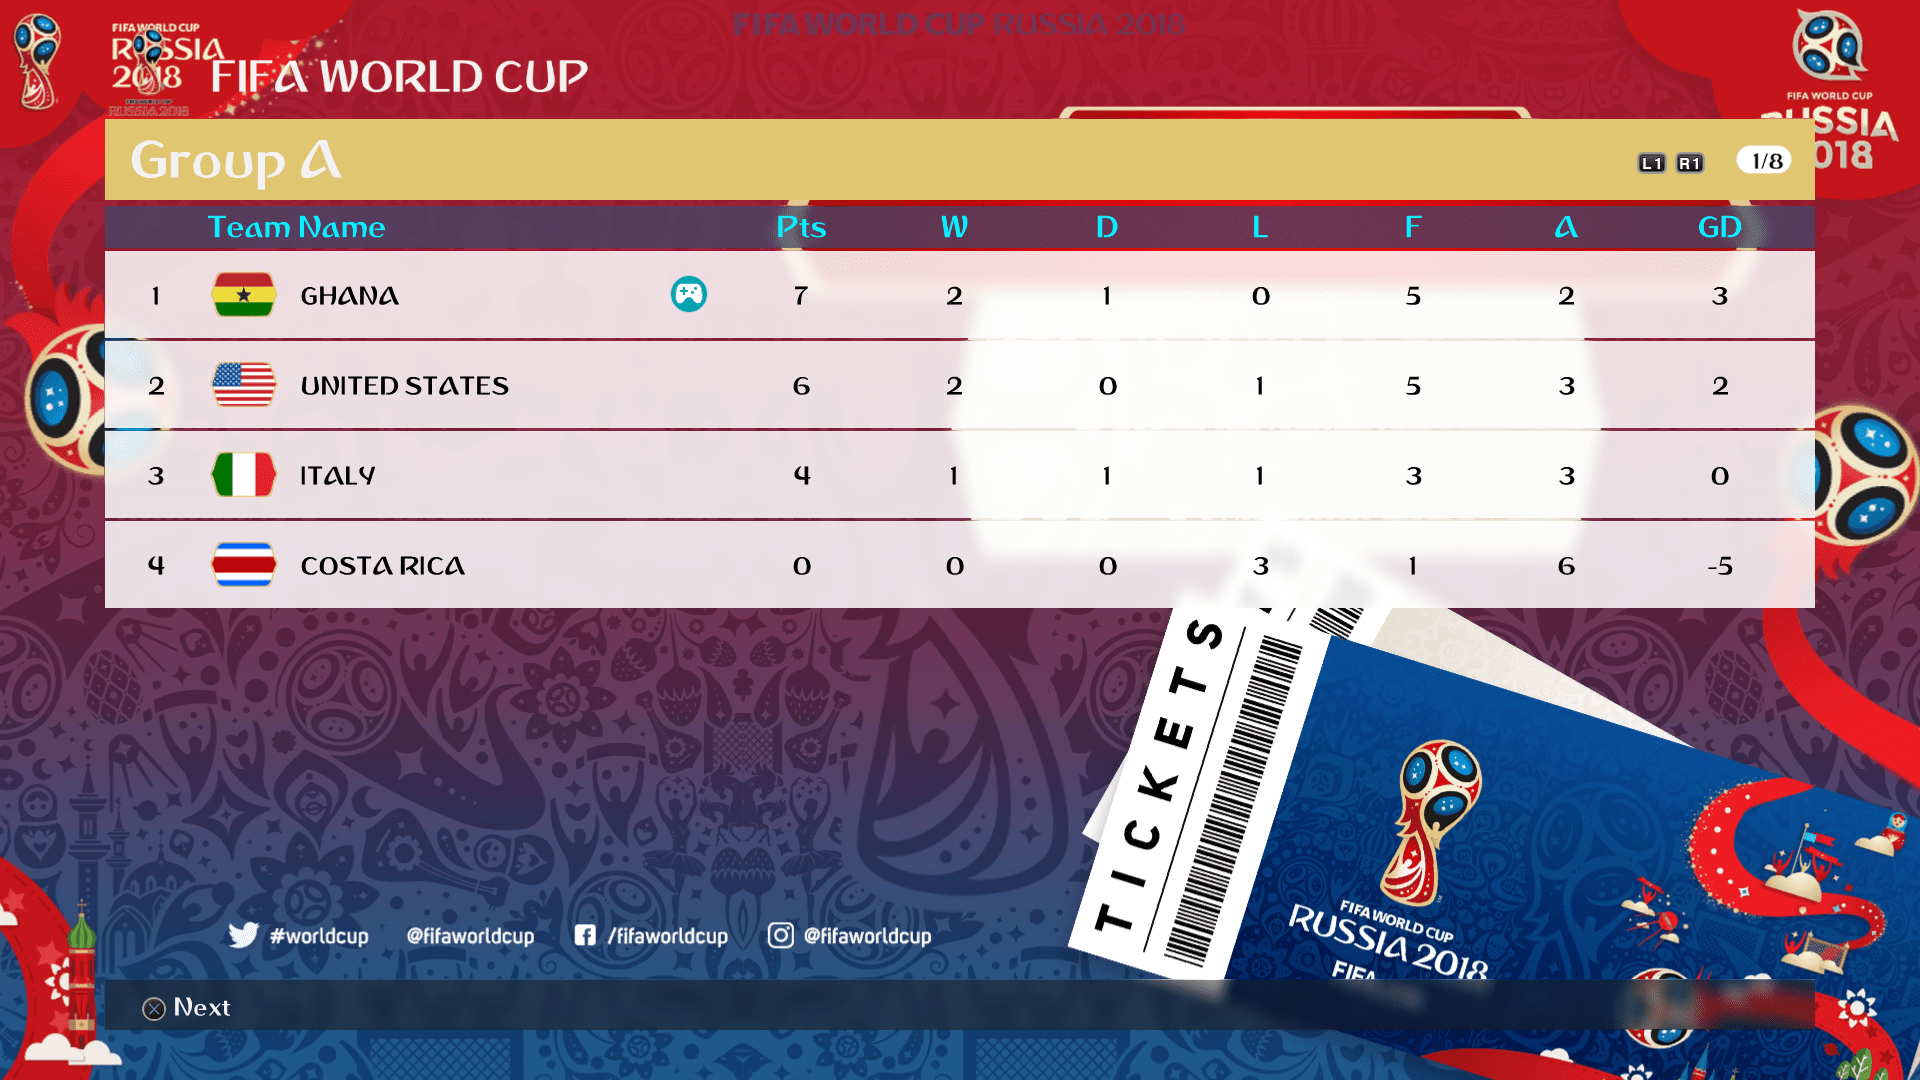 FIFA WORLD CUP RUSSIA 2018
FIFA WORLD CUP
RUSSIA
2018
FIFA WORLD CUP
RUSSIA 2018
FIFA WORLD CUP
RUSSIA
2018
Group A L1 R1 1/8
Team Name Pts W D L F A GD
1 GHANA 7 2 1 0 5 2 3
2 UNITED STATES 6 2 0 1 5 3 2
3 ITALY 4 1 1 1 3 3 0
4 COSTA RICA 0 0 0 3 1 6 -5
TICKETS
FIFA WORLD CUP
RUSSIA 2018
FIFA
#worldcup @fifaworldcup /fifaworldcup @fifaworldcup
Next